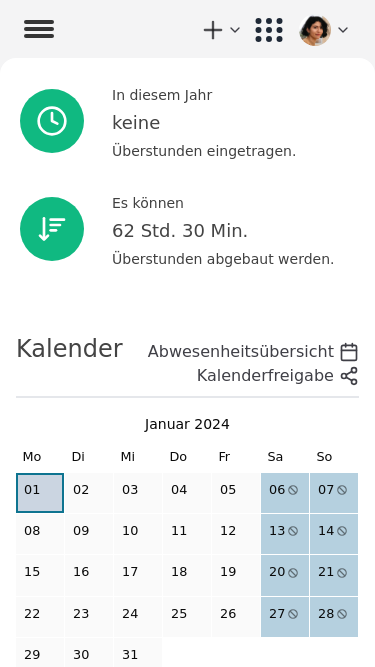 In diesem Jahr
keine
Überstunden eingetragen.
Es können
62 Std. 30 Min.
Überstunden abgebaut werden.
Kalender
Abwesenheitsübersicht
Kalenderfreigabe
Januar 2024
Mo Di Mi Do Fr Sa So
01 02 03 04 05 06 07
08 09 10 11 12 13 14
15 16 17 18 19 20 21
22 23 24 25 26 27 28
29 30 31